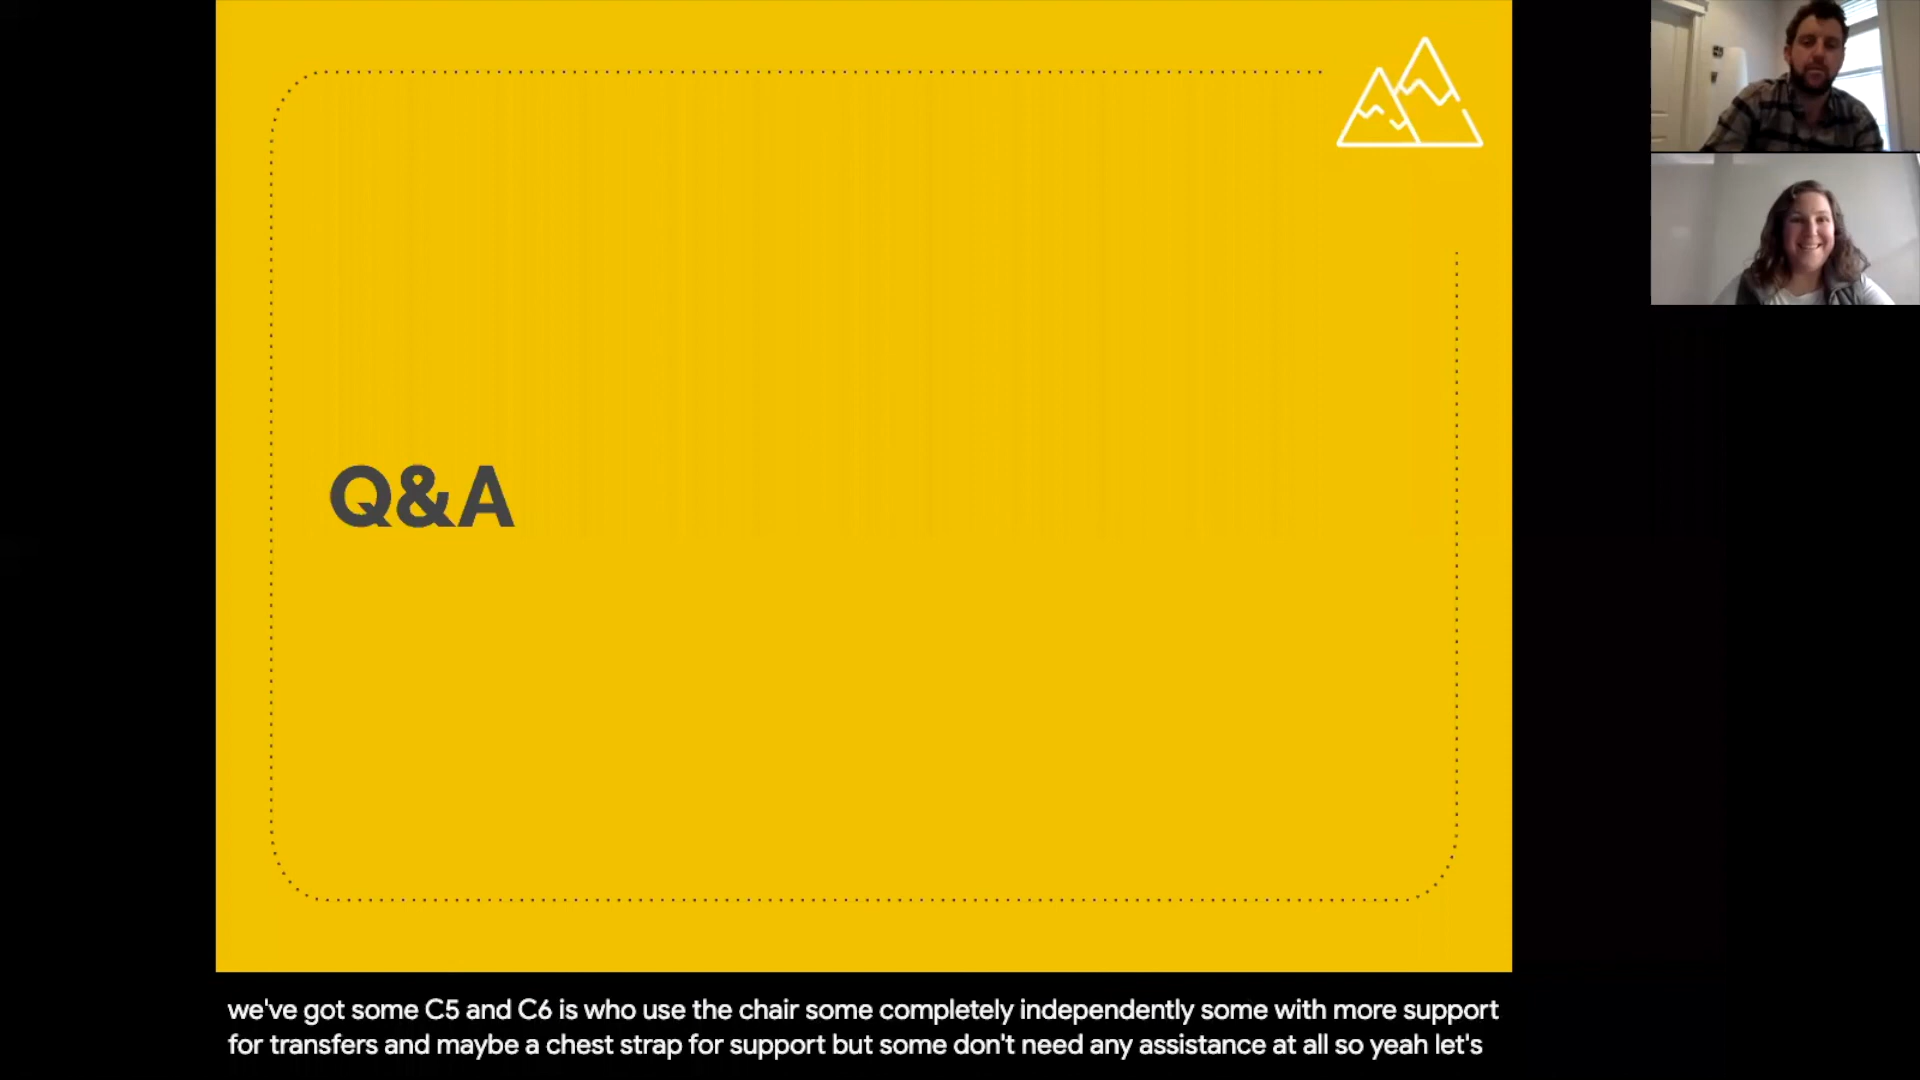 Q&A
we've got some C5 and C6 is who use the chair some completely independently some with more support
for transfers and maybe a chest strap for support but some don't need any assistance at all so yeah let's